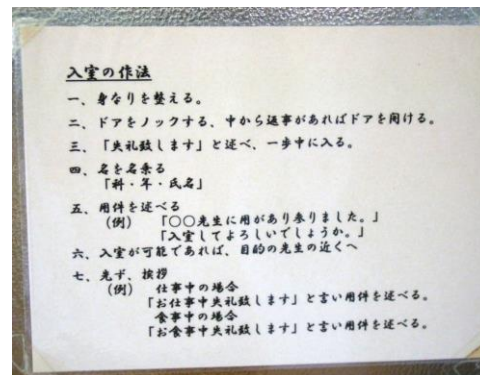 入室の作法
一、身なりを整える。
二、ドアをノックする、中から返事があればドアを開ける。
三、「失礼致します」と述べ、一歩中に入る。
四、名を名乗る
「科・年・氏名」
五、用件を述べる
(例) 「○○先生に用があり参りました。」
「入室してよろしいでしょうか。」
六、入室が可能であれば、目的の先生の近くへ
七、先ず、挨拶
(例) 仕事中の場合
「お仕事中失礼致します」と言い用件を述べる。
食事中の場合
「お食事中失礼致します」と言い用件を述べる。